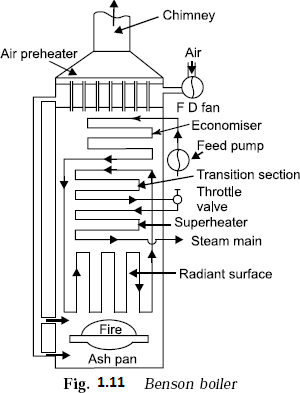 Chimney
Air preheater
Air
F D fan
Economiser
Feed pump
Transition section
Throttle
valve
Superheater
Steam main
Radiant surface
Fire
Ash pan
Fig. 1.11 Benson boiler